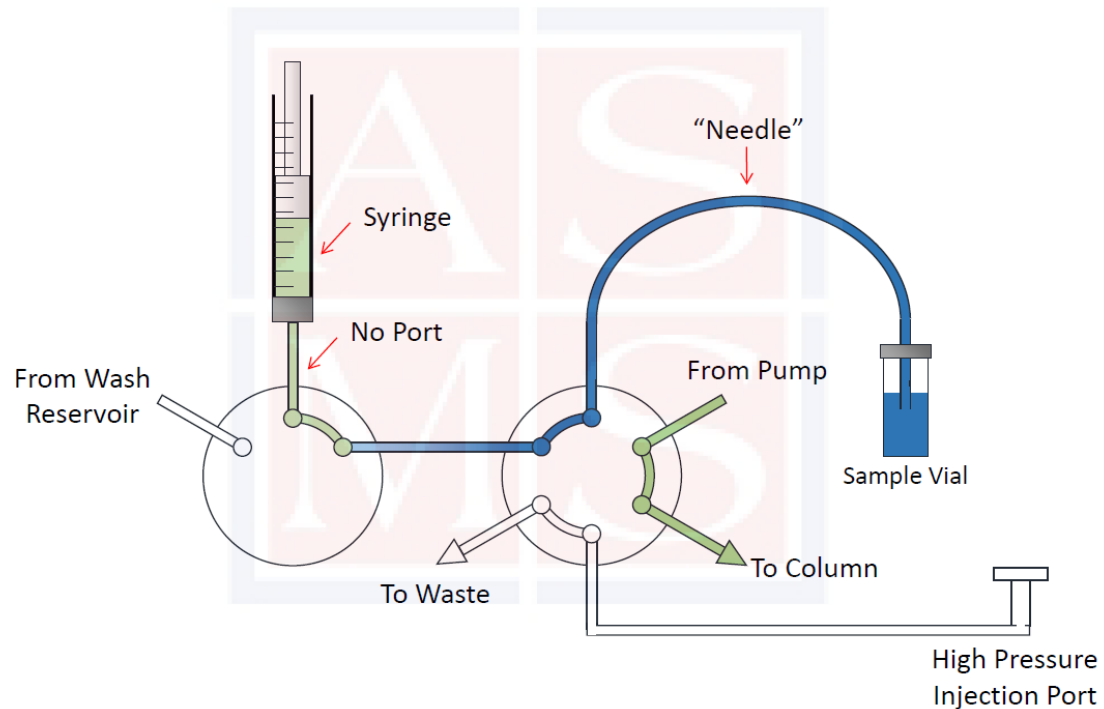 “Needle”
Syringe
No Port
From Wash
Reservoir
From Pump
Sample Vial
To Waste
To Column
High Pressure
Injection Port
A S
M S